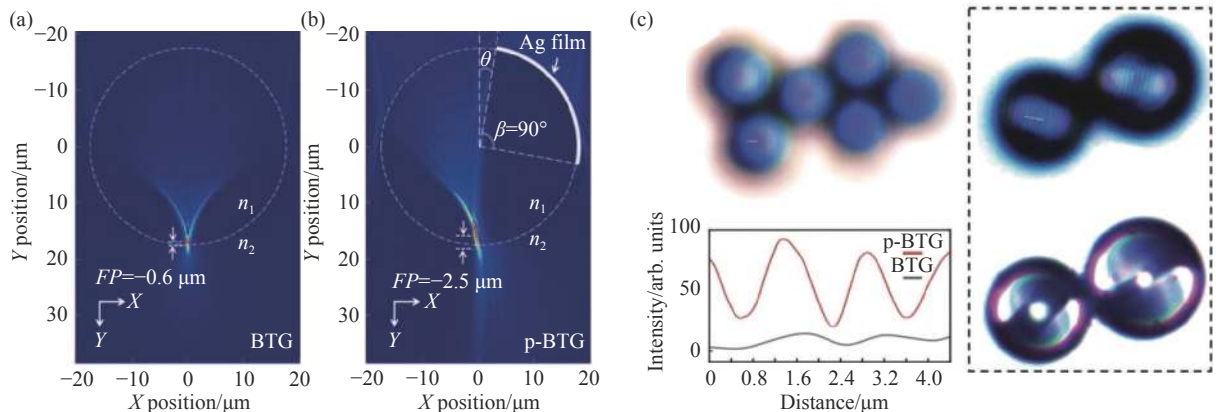 (a)
−20
−10
0
10
20
30
Y position/μm
n1
n2
FP=−0.6 μm
X
Y
BTG
−20 0 20
X position/μm
(b)
−20
−10
0
10
20
30
Y position/μm
Ag film
θ
β=90°
n1
n2
FP=−2.5 μm
X
Y
p-BTG
−20 −10 0 10 20
X position/μm
(c)
100
50
0
Intensity/arb. units
p-BTG
BTG
0 0.8 1.6 2.4 3.2 4.0
Distance/μm